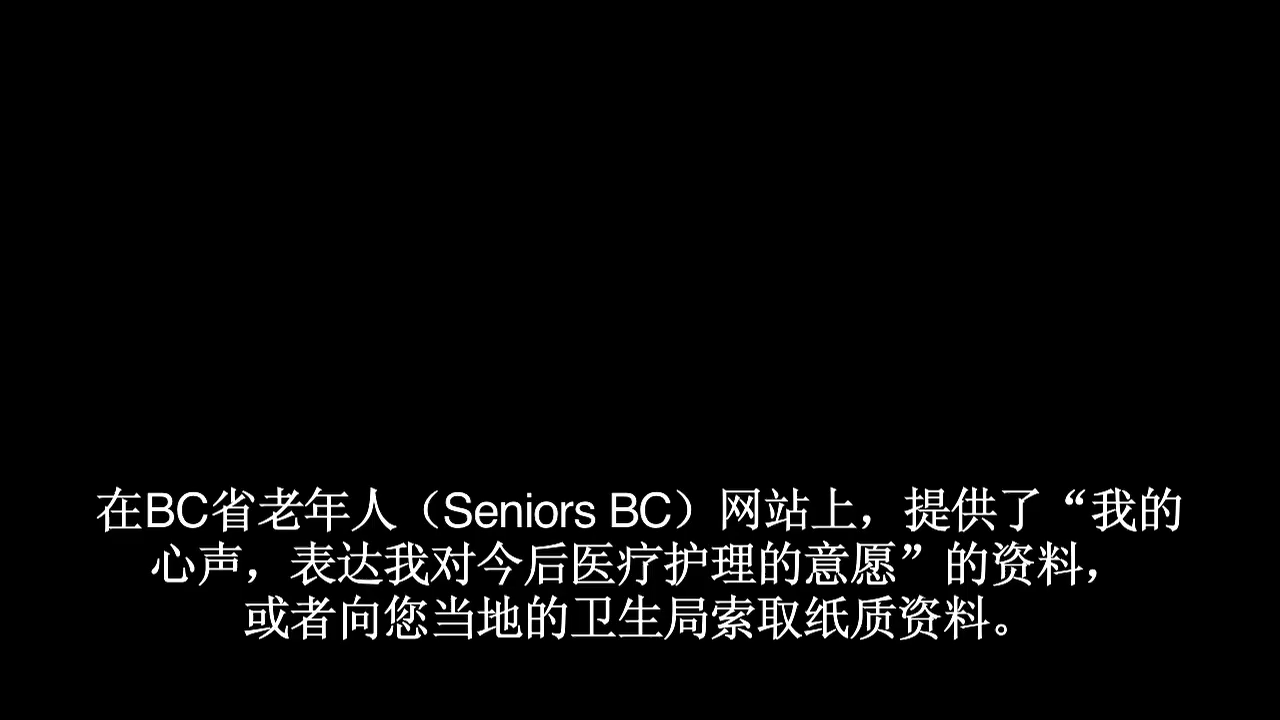 在BC省老年人（Seniors BC）网站上，提供了“我的
心声，表达我对今后医疗护理的意愿”的资料，
或者向您当地的卫生局索取纸质资料。